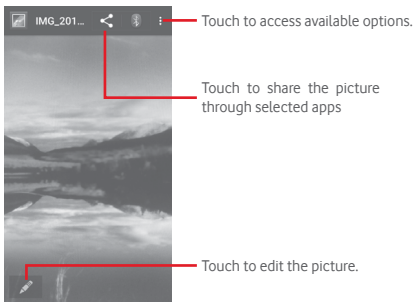 IMG_201...
Touch to access available options.
Touch to share the picture
through selected apps
Touch to edit the picture.